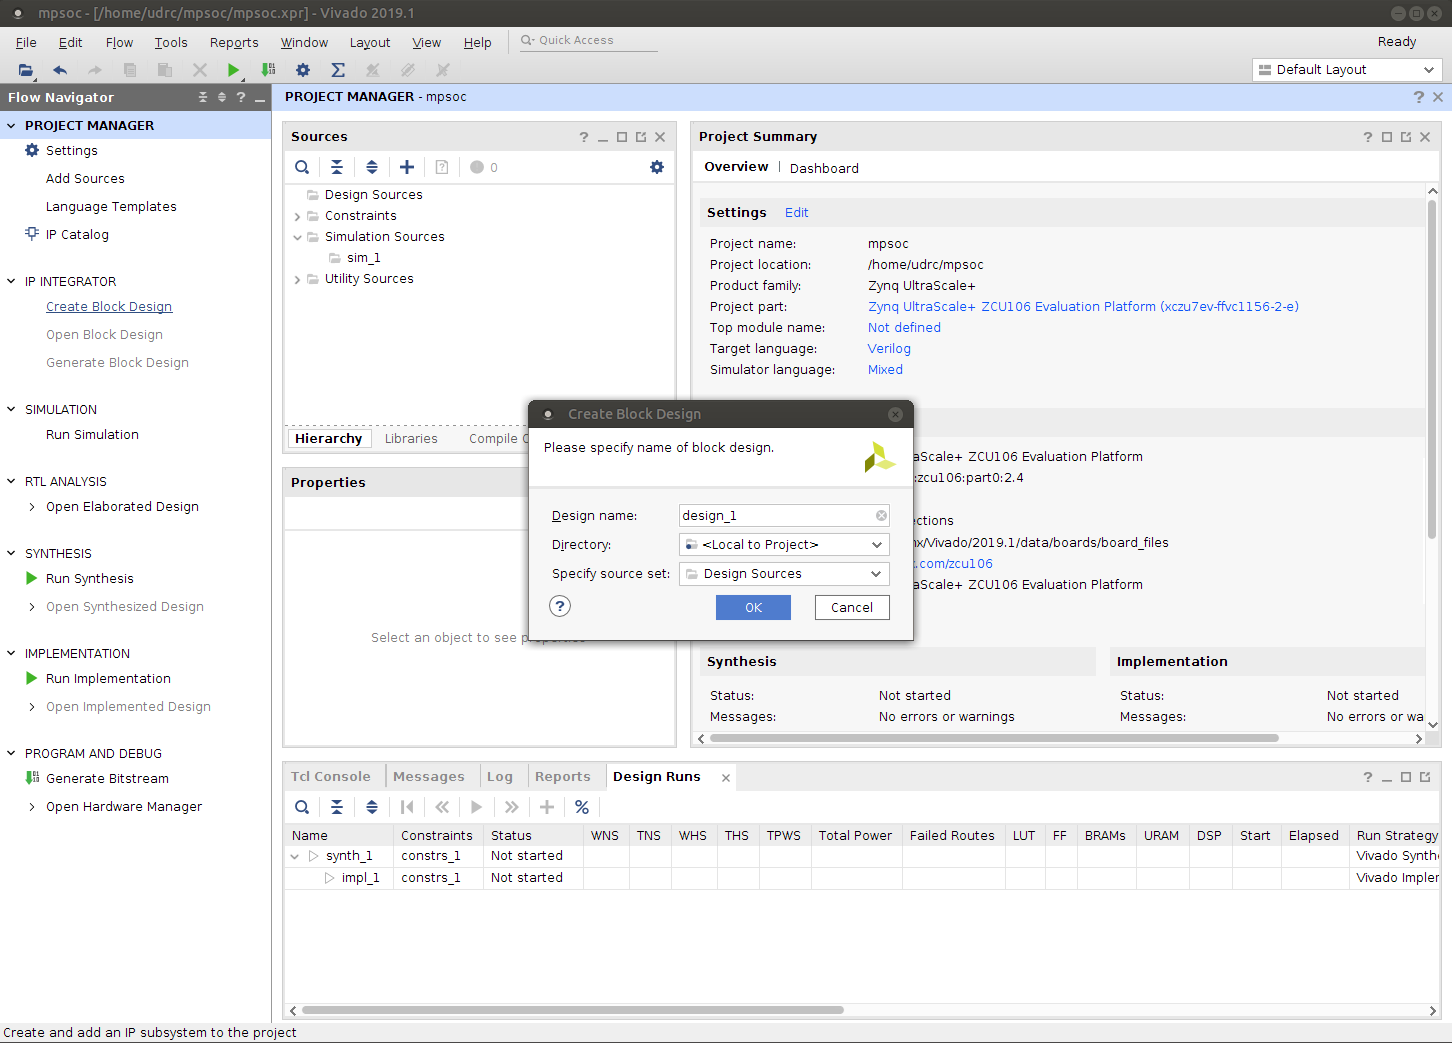 mpsoc - [/home/udrc/mpsoc/mpsoc.xpr] - Vivado 2019.1
File Edit Flow Tools Reports Window Layout View Help Quick Access Ready
Default Layout
Flow Navigator
PROJECT MANAGER
Settings
Add Sources
Language Templates
IP Catalog
IP INTEGRATOR
Create Block Design
Open Block Design
Generate Block Design
SIMULATION
Run Simulation
RTL ANALYSIS
Open Elaborated Design
SYNTHESIS
Run Synthesis
Open Synthesized Design
IMPLEMENTATION
Run Implementation
Open Implemented Design
PROGRAM AND DEBUG
Generate Bitstream
Open Hardware Manager
PROJECT MANAGER - mpsoc
Sources
0
Design Sources
Constraints
Simulation Sources
sim_1
Utility Sources
Hierarchy Libraries Compile
Properties
Select an object to see properties
Project Summary
Overview | Dashboard
Settings Edit
Project name: mpsoc
Project location: /home/udrc/mpsoc
Product family: Zynq UltraScale+
Project part: Zynq UltraScale+ ZCU106 Evaluation Platform (xczu7ev-ffvc1156-2-e)
Top module name: Not defined
Target language: Verilog
Simulator language: Mixed
aScale+ ZCU106 Evaluation Platform
:zcu106:part0:2.4
ections
nx/Vivado/2019.1/data/boards/board_files
x.com/zcu106
aScale+ ZCU106 Evaluation Platform
Synthesis
Status: Not started
Messages: No errors or warnings
Implementation
Status: Not started
Messages: No errors or wa
Create Block Design
Please specify name of block design.
Design name: design_1
Directory: <Local to Project>
Specify source set: Design Sources
? OK Cancel
Tcl Console Messages Log Reports Design Runs
Name Constraints Status WNS TNS WHS THS TPWS Total Power Failed Routes LUT FF BRAMs URAM DSP Start Elapsed Run Strategy
synth_1 constrs_1 Not started Vivado Synthe
impl_1 constrs_1 Not started Vivado Impler
Create and add an IP subsystem to the project